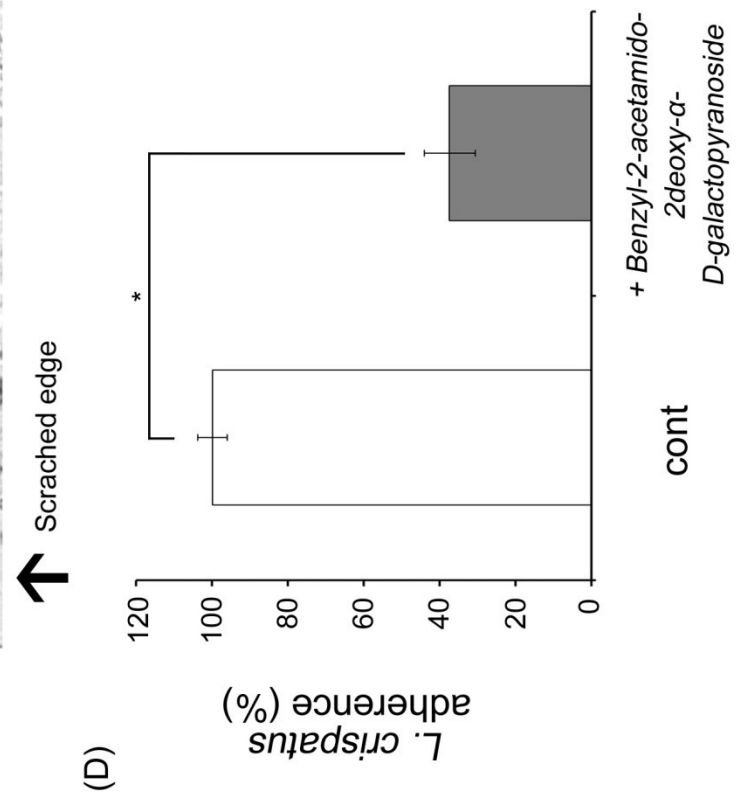 Scrached edge
(D)
L. crispatus
adherence (%)
120
100
80
60
40
20
0
*
cont
+ Benzyl-2-acetamido-
2deoxy-α-
D-galactopyranoside